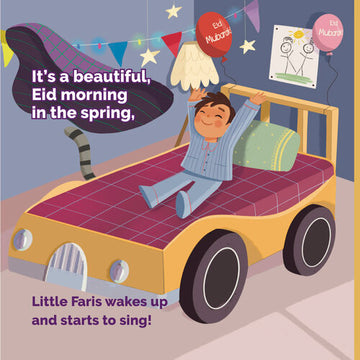 Eid
Mubarak
Eid
Mubarak
It's a beautiful,
Eid morning
in the spring,
Little Faris wakes up
and starts to sing!